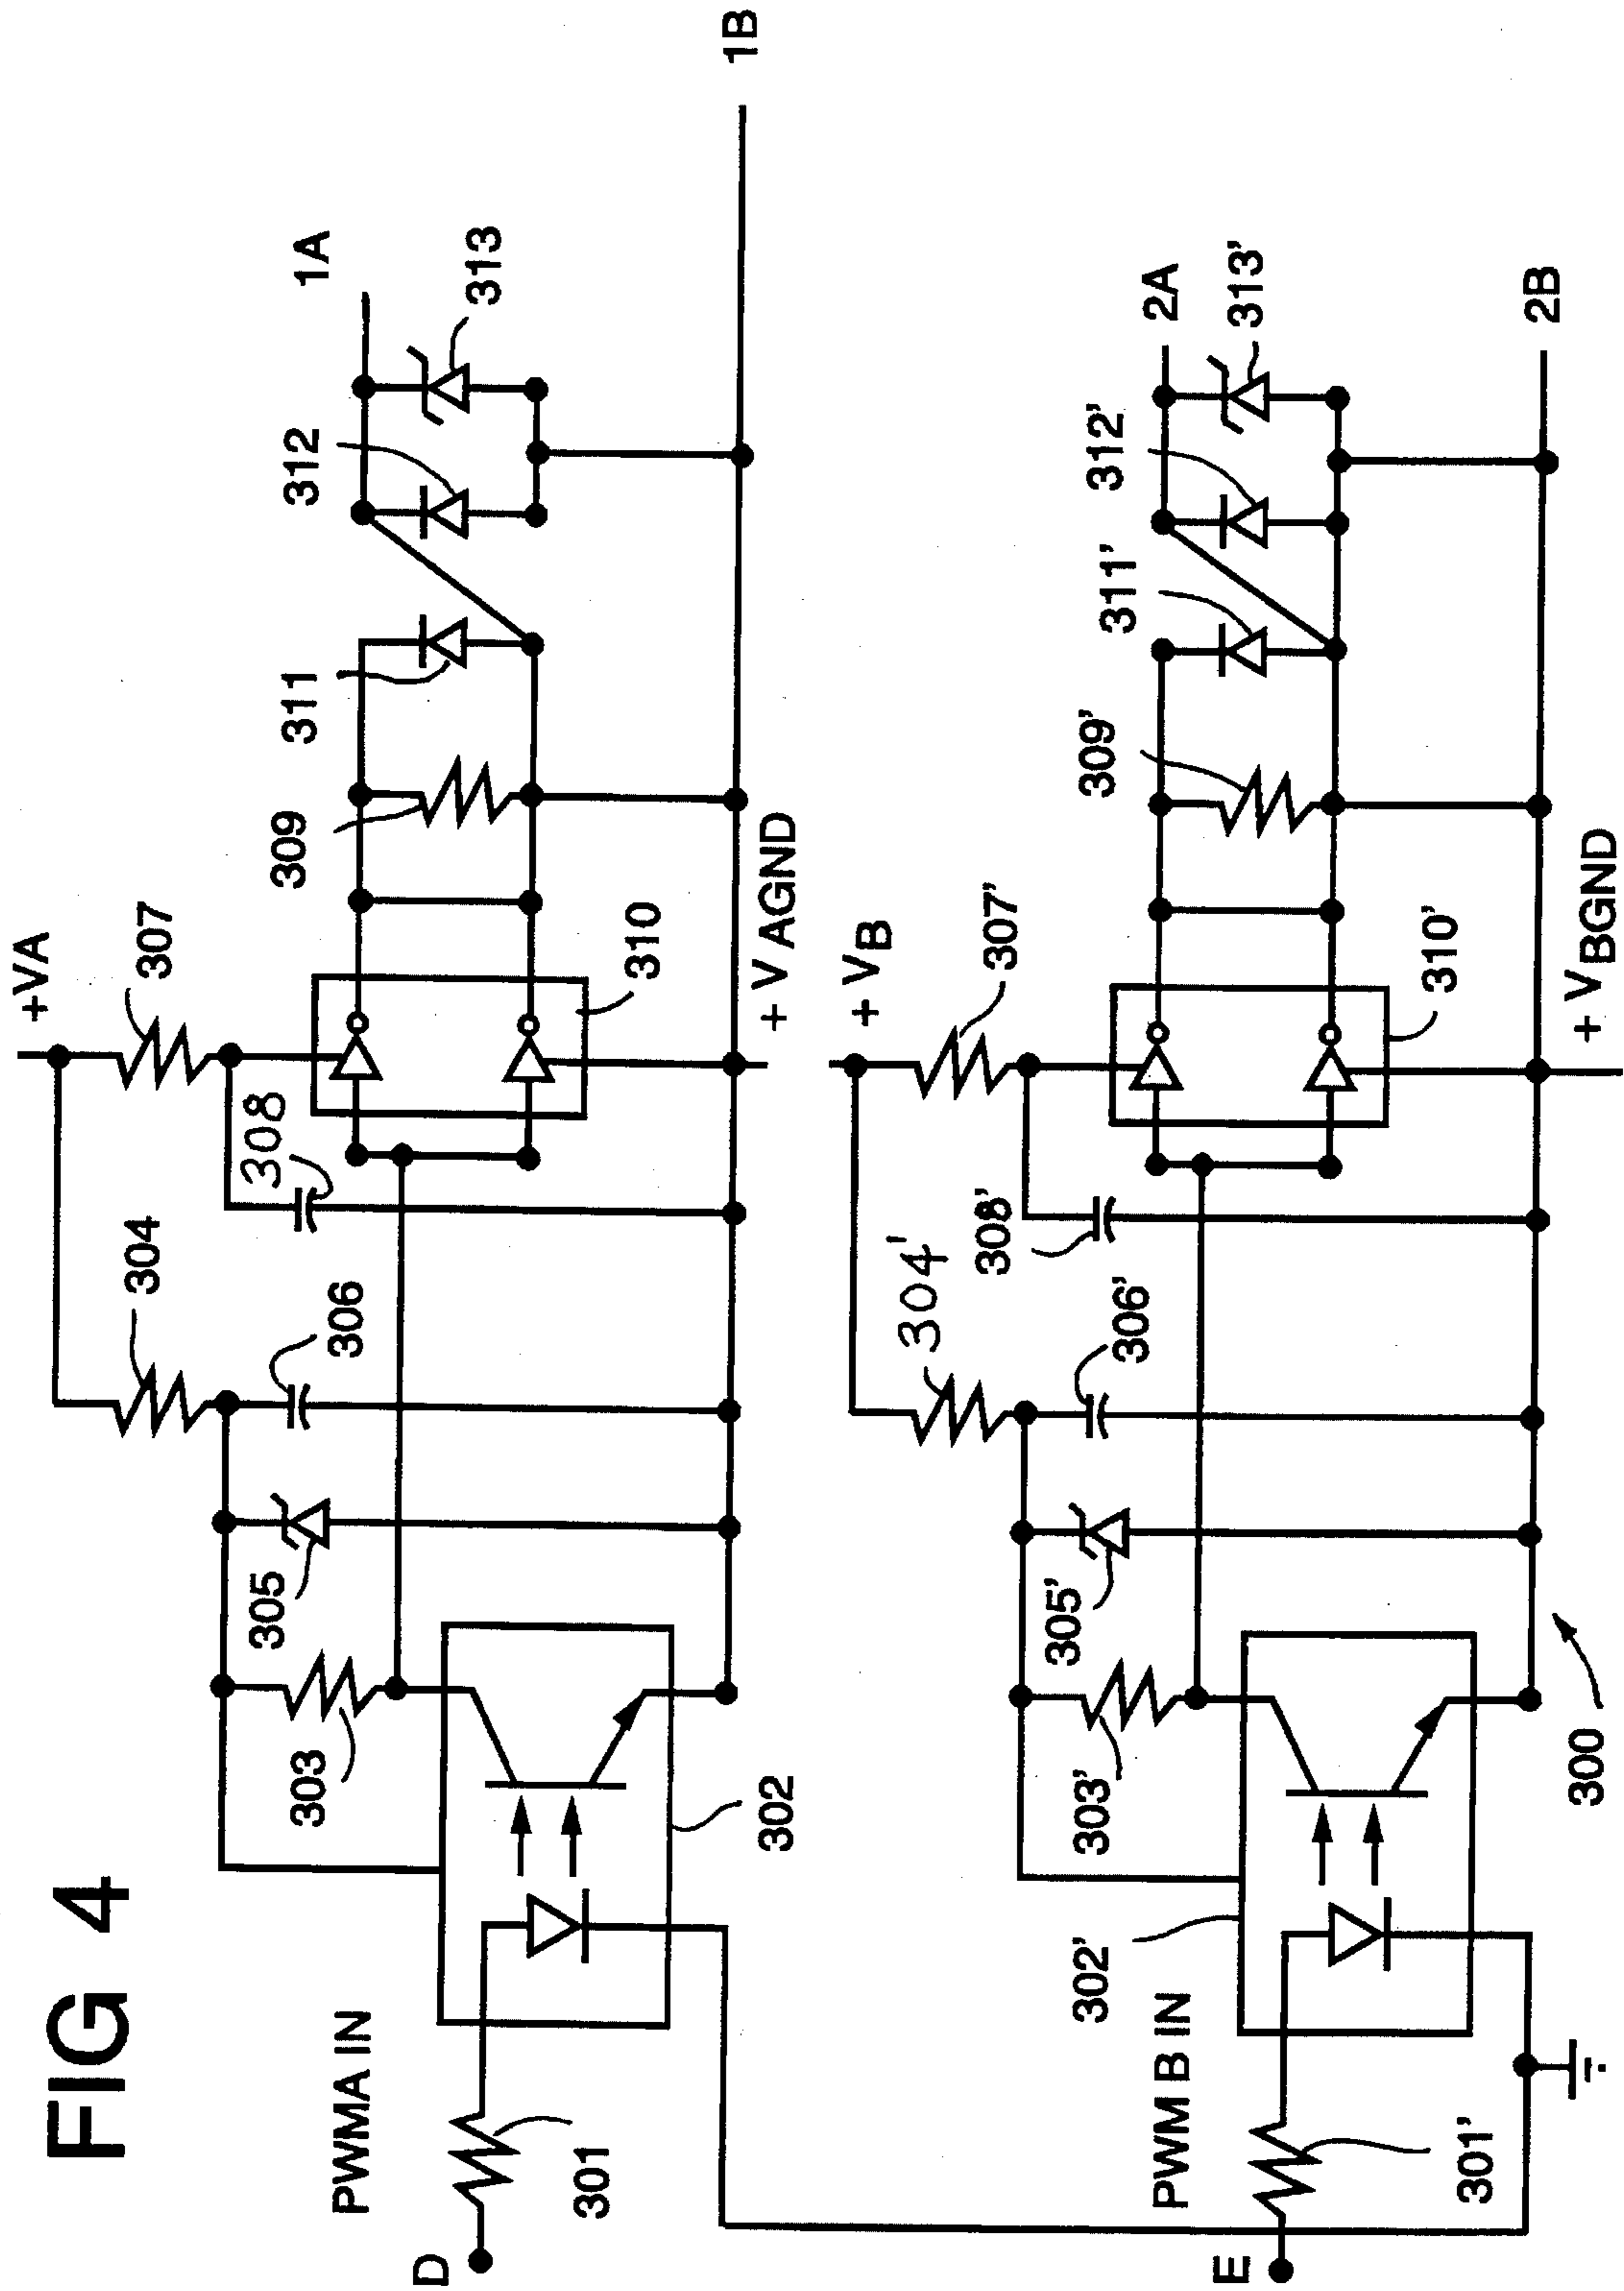 FIG 4
+VA
307
304
308
306
305
303
309
310
311
312
313
1A
1B
+ VAGND
302
PWMA IN
301
D
+ VB
307'
304'
308'
306'
305'
303'
309'
310'
311'
312'
313'
2A
2B
+ VBGND
302'
PWM B IN
301'
E
300